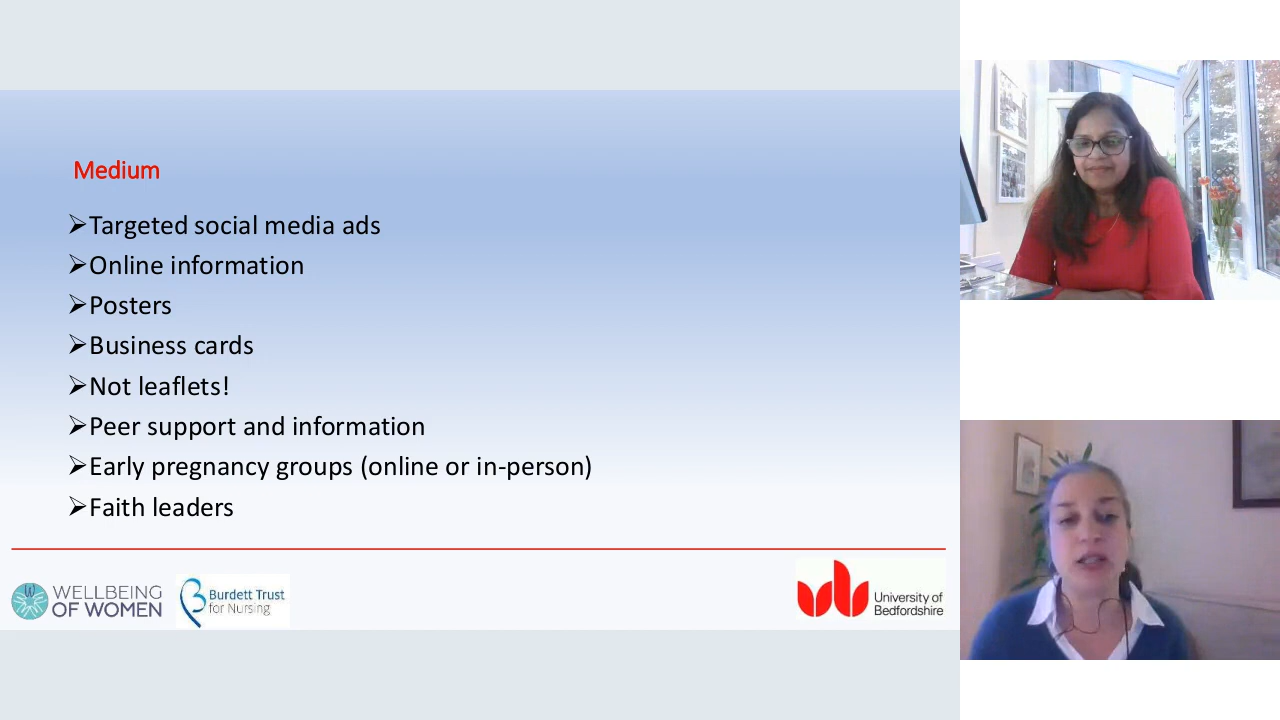 Medium
➢Targeted social media ads
➢Online information
➢Posters
➢Business cards
➢Not leaflets!
➢Peer support and information
➢Early pregnancy groups (online or in-person)
➢Faith leaders
WELLBEING
OF WOMEN
Burdett Trust
for Nursing
University of
Bedfordshire